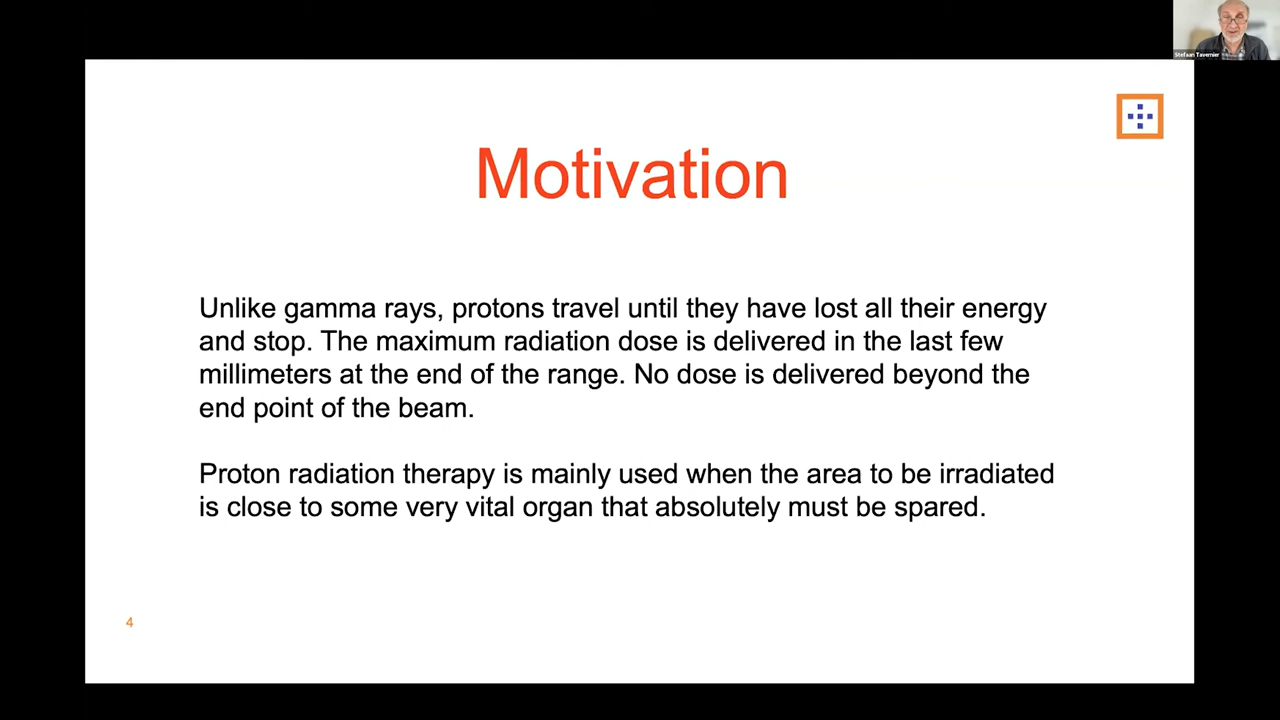 Stefaan Tavernier
Motivation
Unlike gamma rays, protons travel until they have lost all their energy
and stop. The maximum radiation dose is delivered in the last few
millimeters at the end of the range. No dose is delivered beyond the
end point of the beam.
Proton radiation therapy is mainly used when the area to be irradiated
is close to some very vital organ that absolutely must be spared.
4